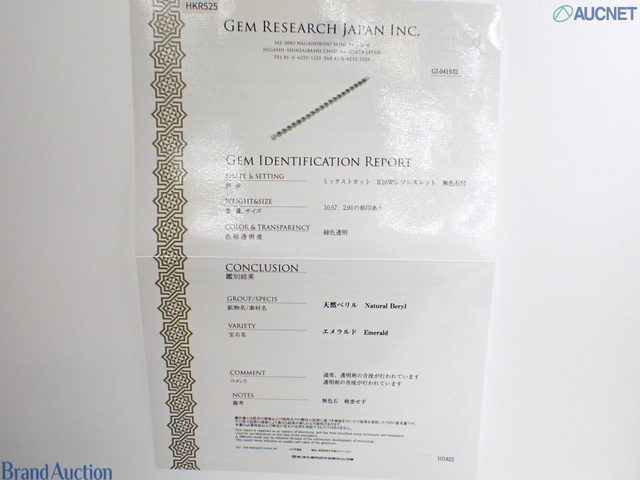 HKR525
AUCNET
GEM RESEARCH JAPAN INC.
GI-041932
GEM IDENTIFICATION REPORT
SHAPE & SETTING
形 状
ミックストカット K18WG ブレスレット 無色石付
WEIGHT&SIZE
重 量, サイズ
10.57, 2.91の刻印あり
COLOR & TRANSPARENCY
色 和 透 明 度
緑色透明
CONCLUSION
鑑別結果
GROUP/SPECIS
鉱物名/素材名
天然ベリル Natural Beryl
VARIETY
宝石名
エメラルド Emerald
COMMENT
コメント
通常、透明剤の含浸が行われています
透明剤の含浸が行われています
NOTES
備考
無色石 検査せず
101822
Brand Auction